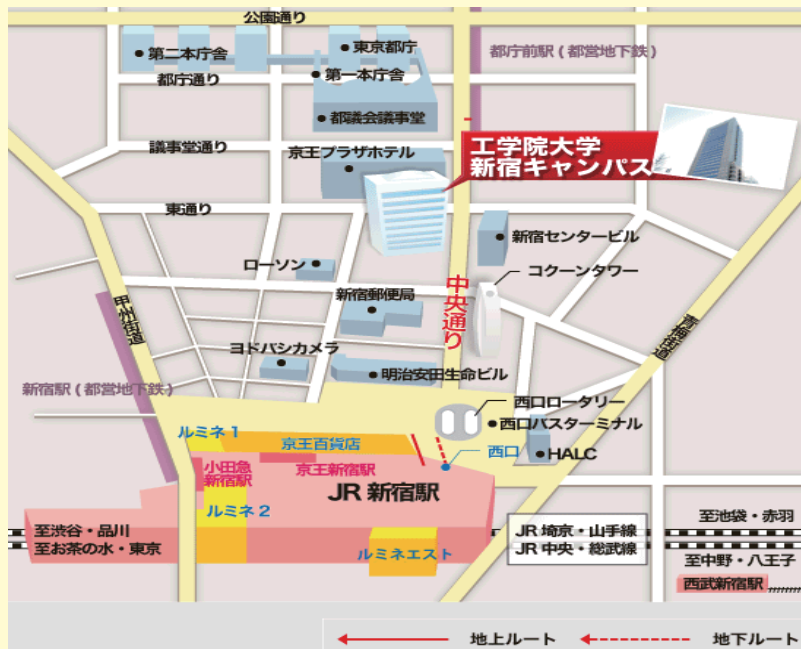 公園通り
第二本庁舎
東京都庁
都庁前駅(都営地下鉄)
都庁通り
第一本庁舎
都議会議事堂
議事堂通り
京王プラザホテル
工学院大学
新宿キャンパス
東通り
新宿センタービル
ローソン
コクーンタワー
中央通り
新宿郵便局
甲州街道
青梅街道
ヨドバシカメラ
明治安田生命ビル
新宿駅(都営地下鉄)
西口ロータリー
ルミネ1
西口バスターミナル
京王百貨店
西口
HALC
小田急
新宿駅
京王新宿駅
JR 新宿駅
ルミネ2
至池袋・赤羽
至渋谷・品川
JR 埼京・山手線
至お茶の水・東京
JR 中央・総武線
ルミネエスト
至中野・八王子
西武新宿駅
地上ルート
地下ルート